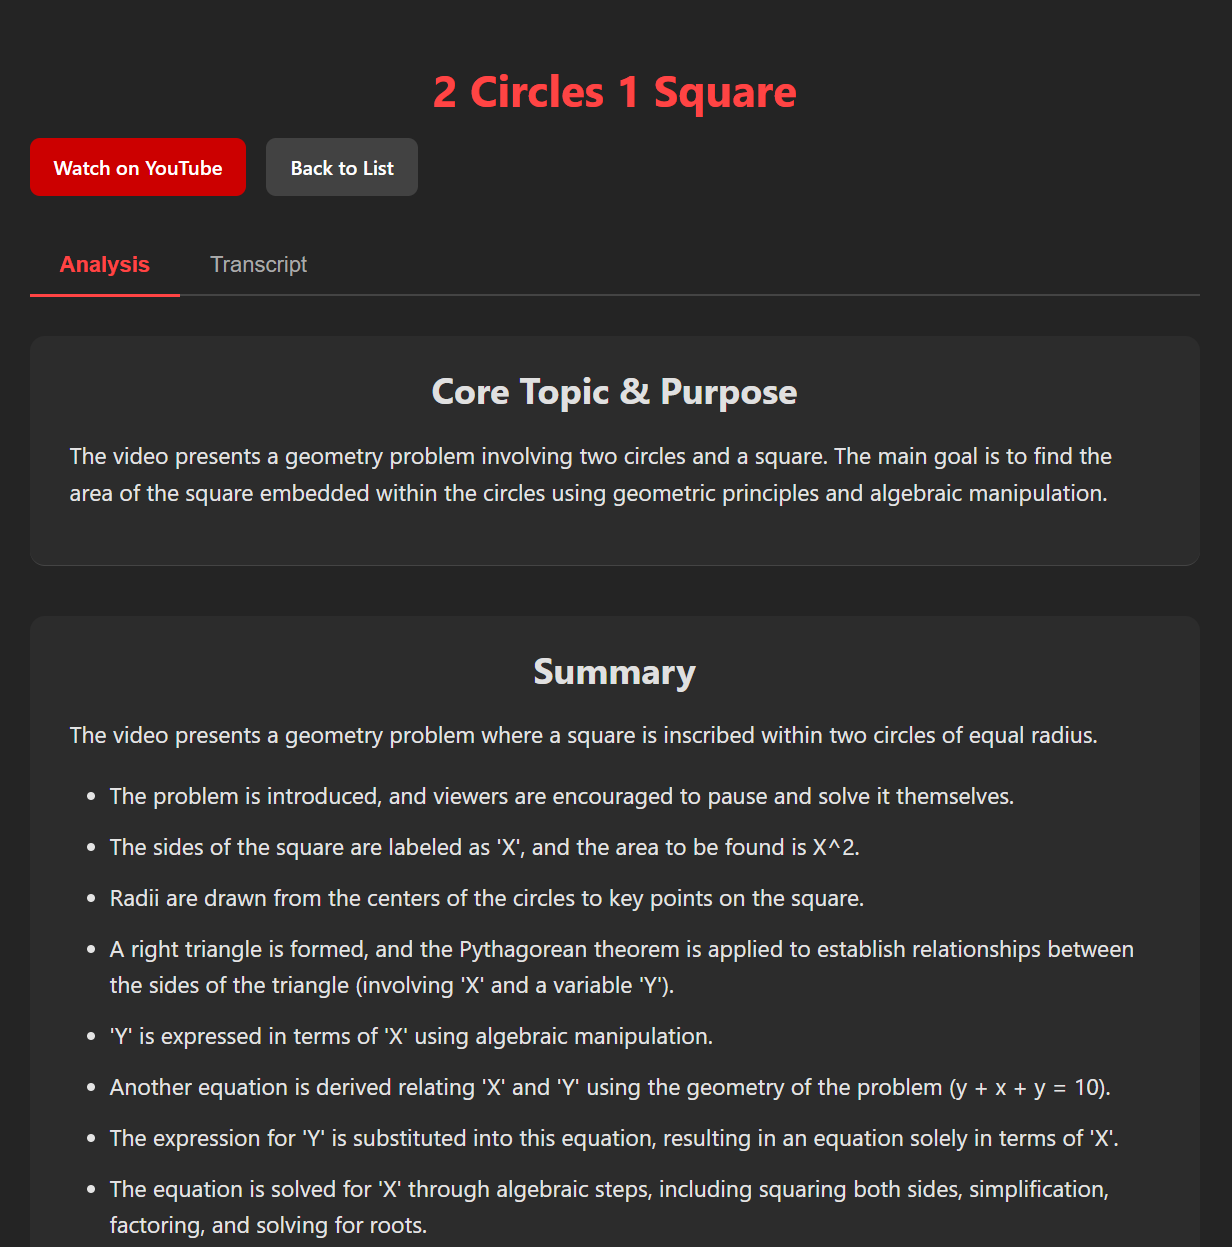 2 Circles 1 Square
Watch on YouTube
Back to List
Analysis
Transcript
Core Topic & Purpose
The video presents a geometry problem involving two circles and a square. The main goal is to find the
area of the square embedded within the circles using geometric principles and algebraic manipulation.
Summary
The video presents a geometry problem where a square is inscribed within two circles of equal radius.
• The problem is introduced, and viewers are encouraged to pause and solve it themselves.
• The sides of the square are labeled as 'X', and the area to be found is X^2.
• Radii are drawn from the centers of the circles to key points on the square.
• A right triangle is formed, and the Pythagorean theorem is applied to establish relationships between
the sides of the triangle (involving 'X' and a variable 'Y').
• 'Y' is expressed in terms of 'X' using algebraic manipulation.
• Another equation is derived relating 'X' and 'Y' using the geometry of the problem (y + x + y = 10).
• The expression for 'Y' is substituted into this equation, resulting in an equation solely in terms of 'X'.
• The equation is solved for 'X' through algebraic steps, including squaring both sides, simplification,
factoring, and solving for roots.